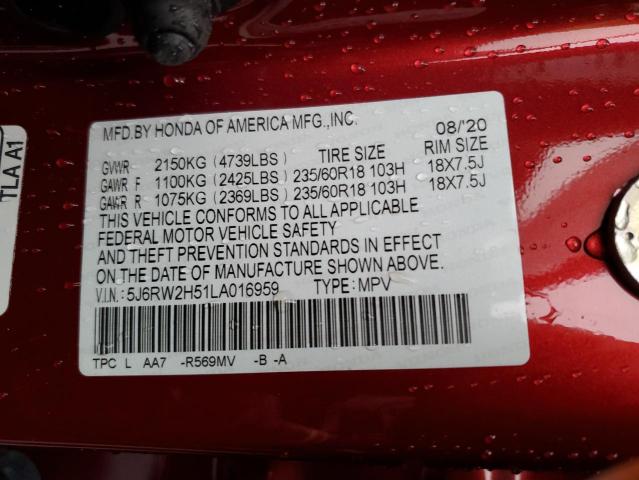 TLA A1
MFD.BY HONDA OF AMERICA MFG.,INC. 08/'20
GVWR 2150KG (4739LBS) TIRE SIZE RIM SIZE
GAWR F 1100KG (2425LBS) 235/60R18 103H 18X7.5J
GAWR R 1075KG (2369LBS) 235/60R18 103H 18X7.5J
THIS VEHICLE CONFORMS TO ALL APPLICABLE
FEDERAL MOTOR VEHICLE SAFETY
AND THEFT PREVENTION STANDARDS IN EFFECT
ON THE DATE OF MANUFACTURE SHOWN ABOVE.
V.I.N.: 5J6RW2H51LA016959 TYPE: MPV
TPC L AA7 -R569MV -B -A